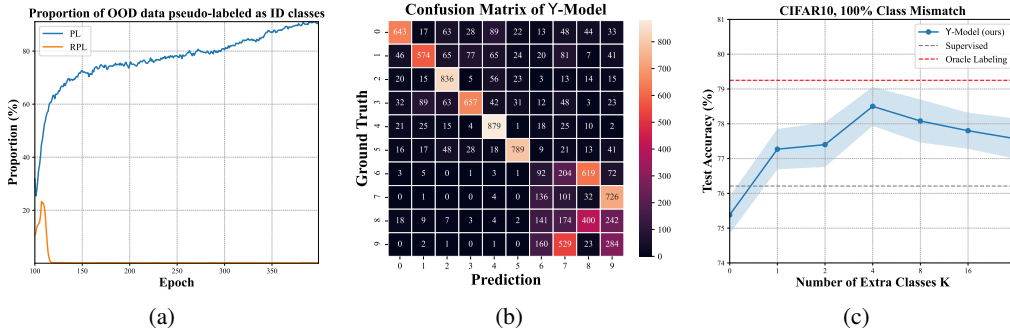 Proportion of OOD data pseudo-labeled as ID classes
PL
RPL
80
60
40
20
100 150 200 250 300 350
Proportion (%)
Epoch
(a)
Confusion Matrix of Υ-Model
0 643 17 63 28 89 22 13 48 44 33
1 46 574 65 77 65 24 20 81 7 41
2 20 15 836 5 56 23 3 13 14 15
3 32 89 63 657 42 31 12 48 3 23
4 21 25 15 4 879 1 18 25 10 2
5 16 17 48 28 18 789 9 21 13 41
6 3 5 0 1 3 1 92 204 619 72
7 0 1 0 0 4 0 136 101 32 726
8 18 9 7 3 4 2 141 174 400 242
9 0 2 1 0 1 0 160 529 23 284
0 1 2 3 4 5 6 7 8 9
Ground Truth
Prediction
800
700
600
500
400
300
200
100
0
(b)
CIFAR10, 100% Class Mismatch
Υ-Model (ours)
Supervised
Oracle Labeling
81
80
79
78
77
76
75
74
0 1 2 4 8 16
Test Accuracy (%)
Number of Extra Classes K
(c)